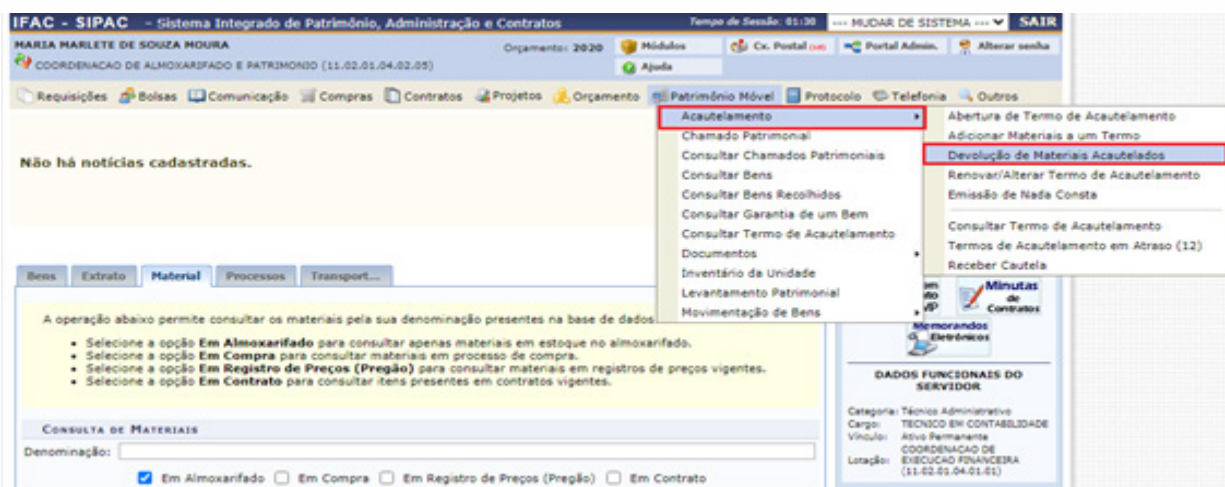 IFAC - SIPAC - Sistema Integrado de Patrimônio, Administração e Contratos
Tempo de Sessão: 01:30
--- MUDAR DE SISTEMA ---
SAIR
MARIA MARLETE DE SOUZA MOURA
Orçamento: 2020
Módulos
Cx. Postal
Portal Admin.
Alterar senha
COORDENACAO DE ALMOXARIFADO E PATRIMONIO (11.02.01.04.02.05)
Ajuda
Requisições Bolsas Comunicação Compras Contratos Projetos Orçamento Patrimônio Móvel Protocolo Telefonia Outros
Acautelamento
Chamado Patrimonial
Consultar Chamados Patrimoniais
Consultar Bens
Consultar Bens Recolhidos
Consultar Garantia de um Bem
Consultar Termo de Acautelamento
Documentos
Inventário da Unidade
Levantamento Patrimonial
Movimentação de Bens
Abertura de Termo de Acautelamento
Adicionar Materiais a um Termo
Devolução de Materiais Acautelados
Renovar/Alterar Termo de Acautelamento
Emissão de Nada Consta
Consultar Termo de Acautelamento
Termos de Acautelamento em Atraso (12)
Receber Cautela
Não há notícias cadastradas.
Bens Extrato Material Processos Transport...
A operação abaixo permite consultar os materiais pela sua denominação presentes na base de dados
Selecione a opção Em Almoxarifado para consultar apenas materiais em estoque no almoxarifado.
Selecione a opção Em Compra para consultar materiais em processo de compra.
Selecione a opção Em Registro de Preços (Pregão) para consultar materiais em registros de preços vigentes.
Selecione a opção Em Contrato para consultar itens presentes em contratos vigentes.
CONSULTA DE MATERIAIS
Denominação:
Em Almoxarifado Em Compra Em Registro de Preços (Pregão) Em Contrato
Minutas
de
Contratos
Memorandos
Eletrônicos
DADOS FUNCIONAIS DO
SERVIDOR
Categoria: Técnico Administrativo
Cargo: TECNICO EM CONTABILIDADE
Vínculo: Ativo Permanente
Lotação: COORDENACAO DE
EXECUCAO FINANCEIRA
(11.02.01.04.01.01)